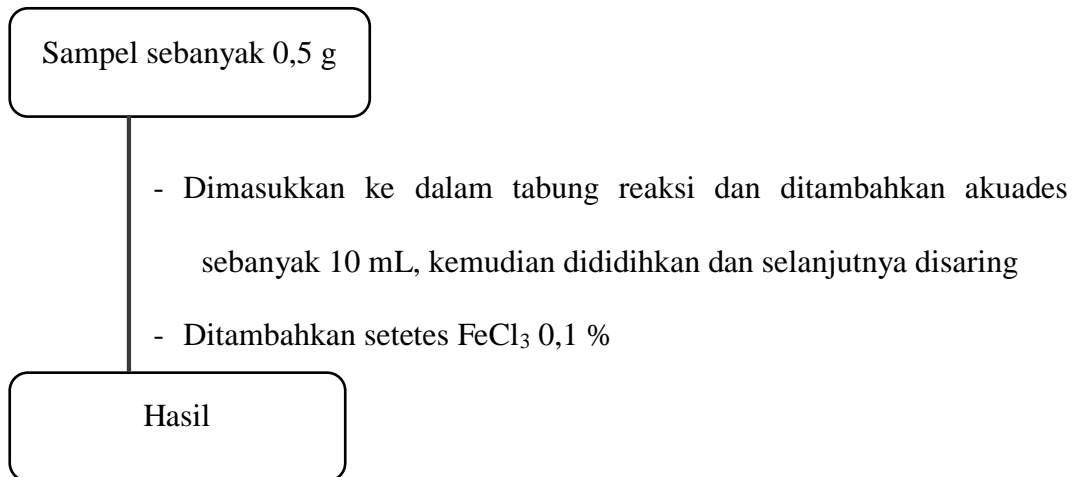 Sampel sebanyak 0,5 g
- Dimasukkan ke dalam tabung reaksi dan ditambahkan akuades
sebanyak 10 mL, kemudian dididihkan dan selanjutnya disaring
- Ditambahkan setetes FeCl₃ 0,1 %
Hasil